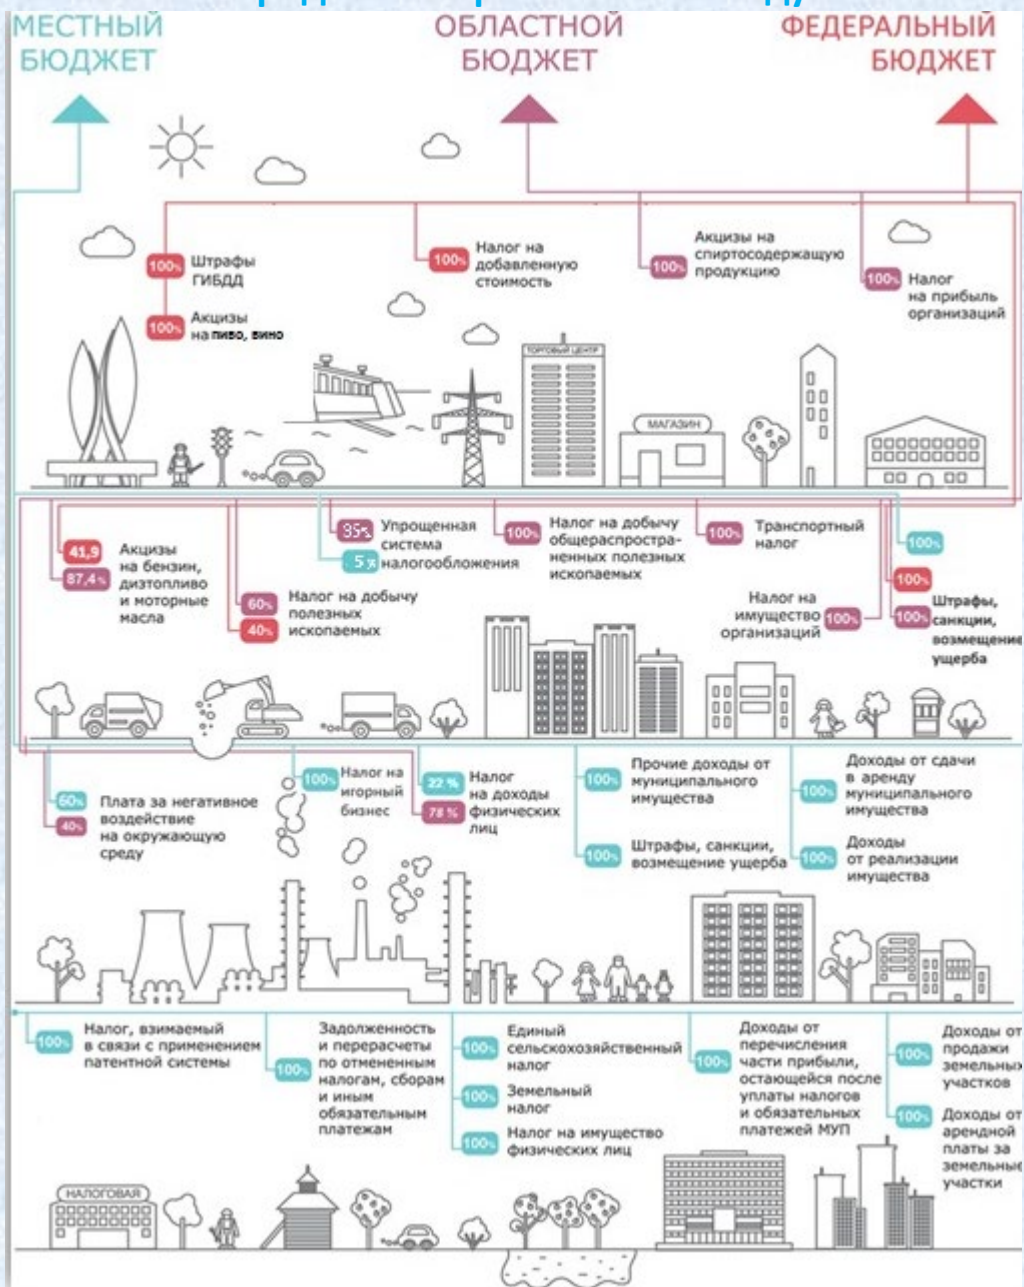 МЕСТНЫЙ
БЮДЖЕТ
ОБЛАСТНОЙ
БЮДЖЕТ
ФЕДЕРАЛЬНЫЙ
БЮДЖЕТ
100%
Штрафы
ГИБДД
100%
Акцизы
на пиво, вино
100%
Налог на
добавленную
стоимость
100%
Акцизы на
спиртосодержащую
продукцию
100%
Налог
на прибыль
организаций
ТОРГОВЫЙ ЦЕНТР
МАГАЗИН
41,9
87,4%
Акцизы
на бензин,
дизтопливо
и моторные
масла
60%
40%
Налог на добычу
полезных
ископаемых
5%
Упрощенная
система
налогообложения
100%
Налог на добычу
общераспростра-
ненных полезных
ископаемых
100%
Транспортный
налог
Налог на
имущество
организаций
100%
100%
100%
100%
Штрафы,
санкции,
возмещение
ущерба
60%
40%
Плата за негативное
воздействие
на окружающую
среду
100%
Налог на
игорный
бизнес
22 %
78 %
Налог
на доходы
физических
лиц
100%
Прочие доходы от
муниципального
имущества
100%
Штрафы, санкции,
возмещение ущерба
100%
Доходы от сдачи
в аренду
муниципального
имущества
100%
Доходы
от реализации
имущества
100%
Налог, взимаемый
в связи с применением
патентной системы
100%
Задолженность
и перерасчеты
по отмененным
налогам, сборам
и иным
обязательным
платежам
100%
Единый
сельскохозяйственный
налог
100%
Земельный
налог
100%
Налог на имущество
физических лиц
100%
Доходы от
перечисления
части прибыли,
остающейся после
уплаты налогов
и обязательных
платежей МУП
100%
Доходы от
продажи
земельных
участков
100%
Доходы от
арендной
платы за
земельные
участки
НАЛОГОВАЯ